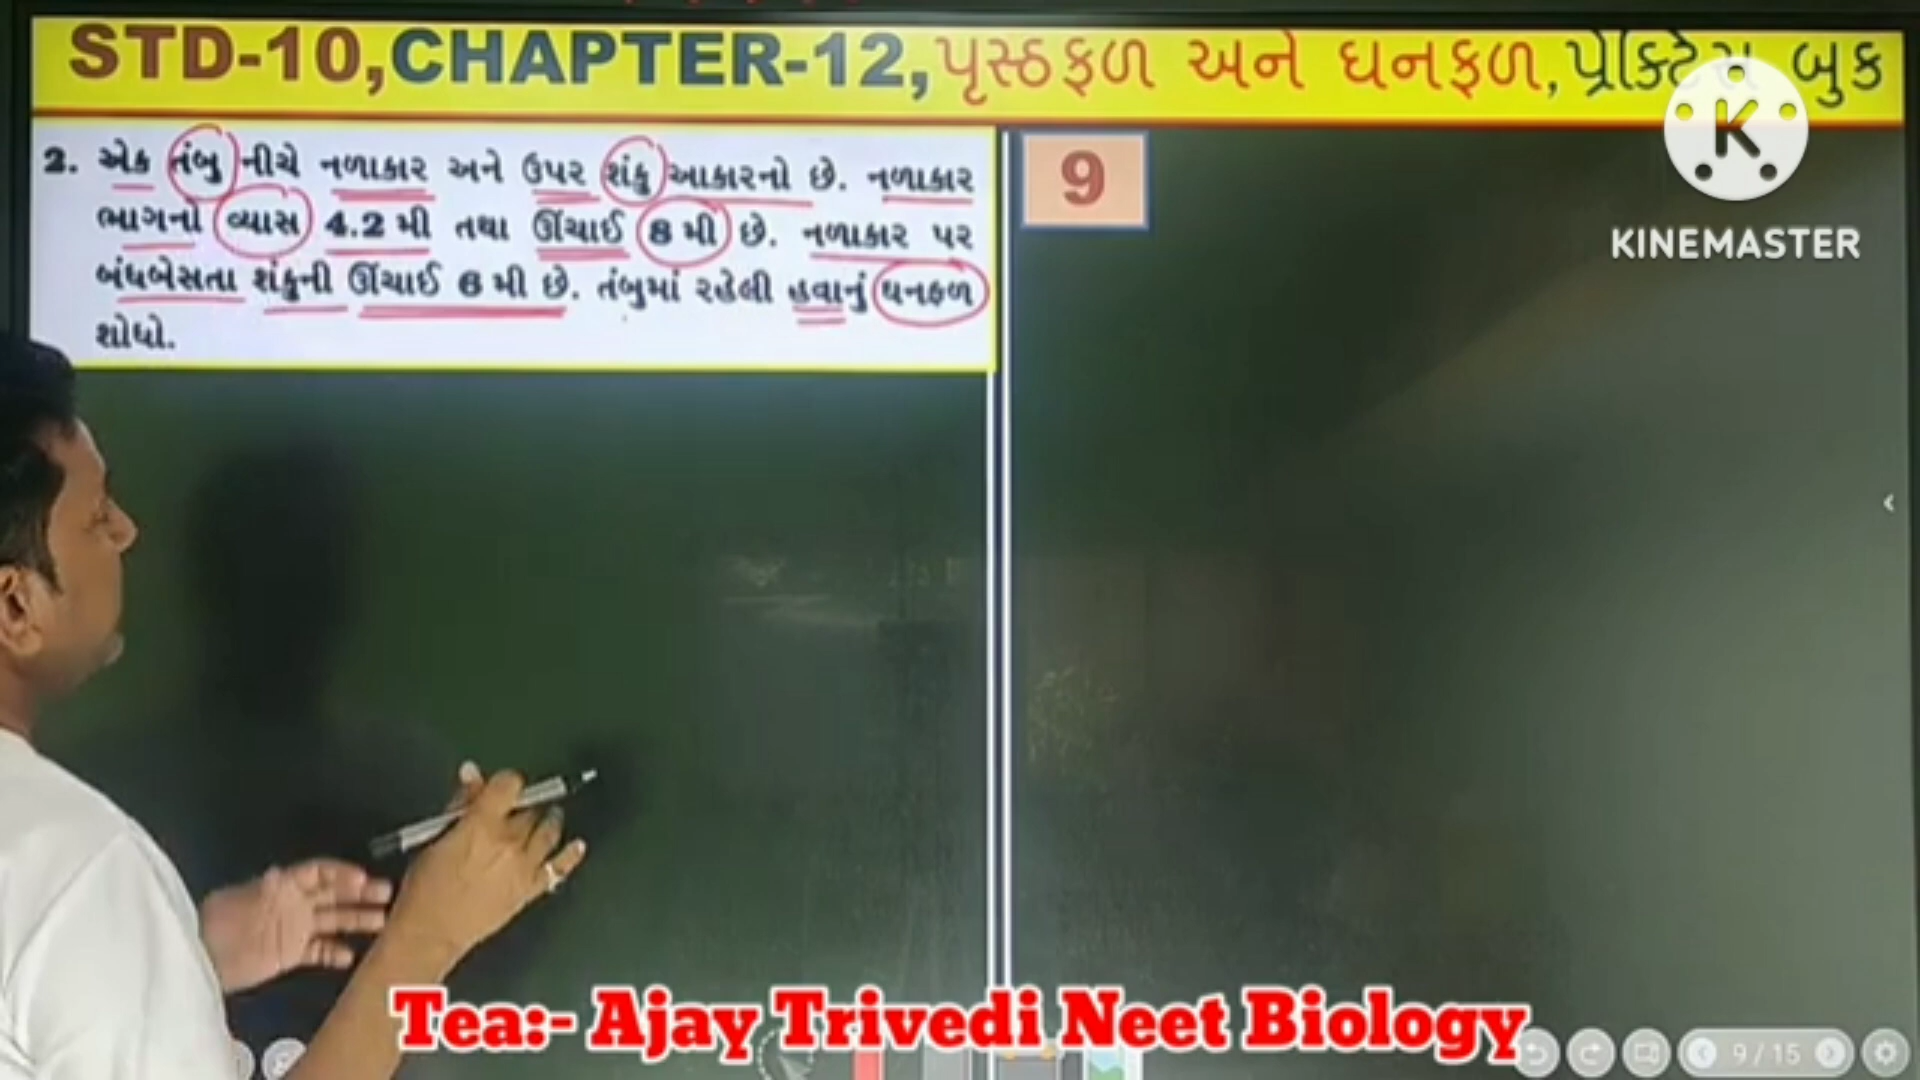 STD-10,CHAPTER-12,પૃસ્ઠફળ અને ઘનફળ,પ્રેક્ટિસ બુક
2. એક તંબુ નીચે નળાકાર અને ઉપર શંકુ આકારનો છે. નળાકાર
ભાગનો વ્યાસ 4.2 મી તથા ઊંચાઈ 8 મી છે. નળાકાર પર
બંધબેસતા શંકુની ઊંચાઈ 6 મી છે. તંબુમાં રહેલી હવાનું ઘનફળ
શોધો.
9
K
KINEMASTER
Tea:- Ajay Trivedi Neet Biology
9 / 15